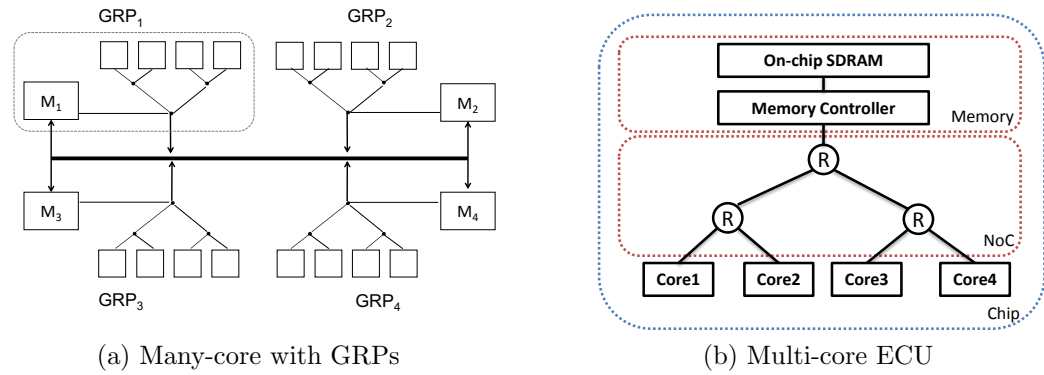 GRP1
GRP2
M1
M2
M3
M4
GRP3
GRP4
(a) Many-core with GRPs
On-chip SDRAM
Memory Controller
Memory
R
R
R
NoC
Core1
Core2
Core3
Core4
Chip
(b) Multi-core ECU